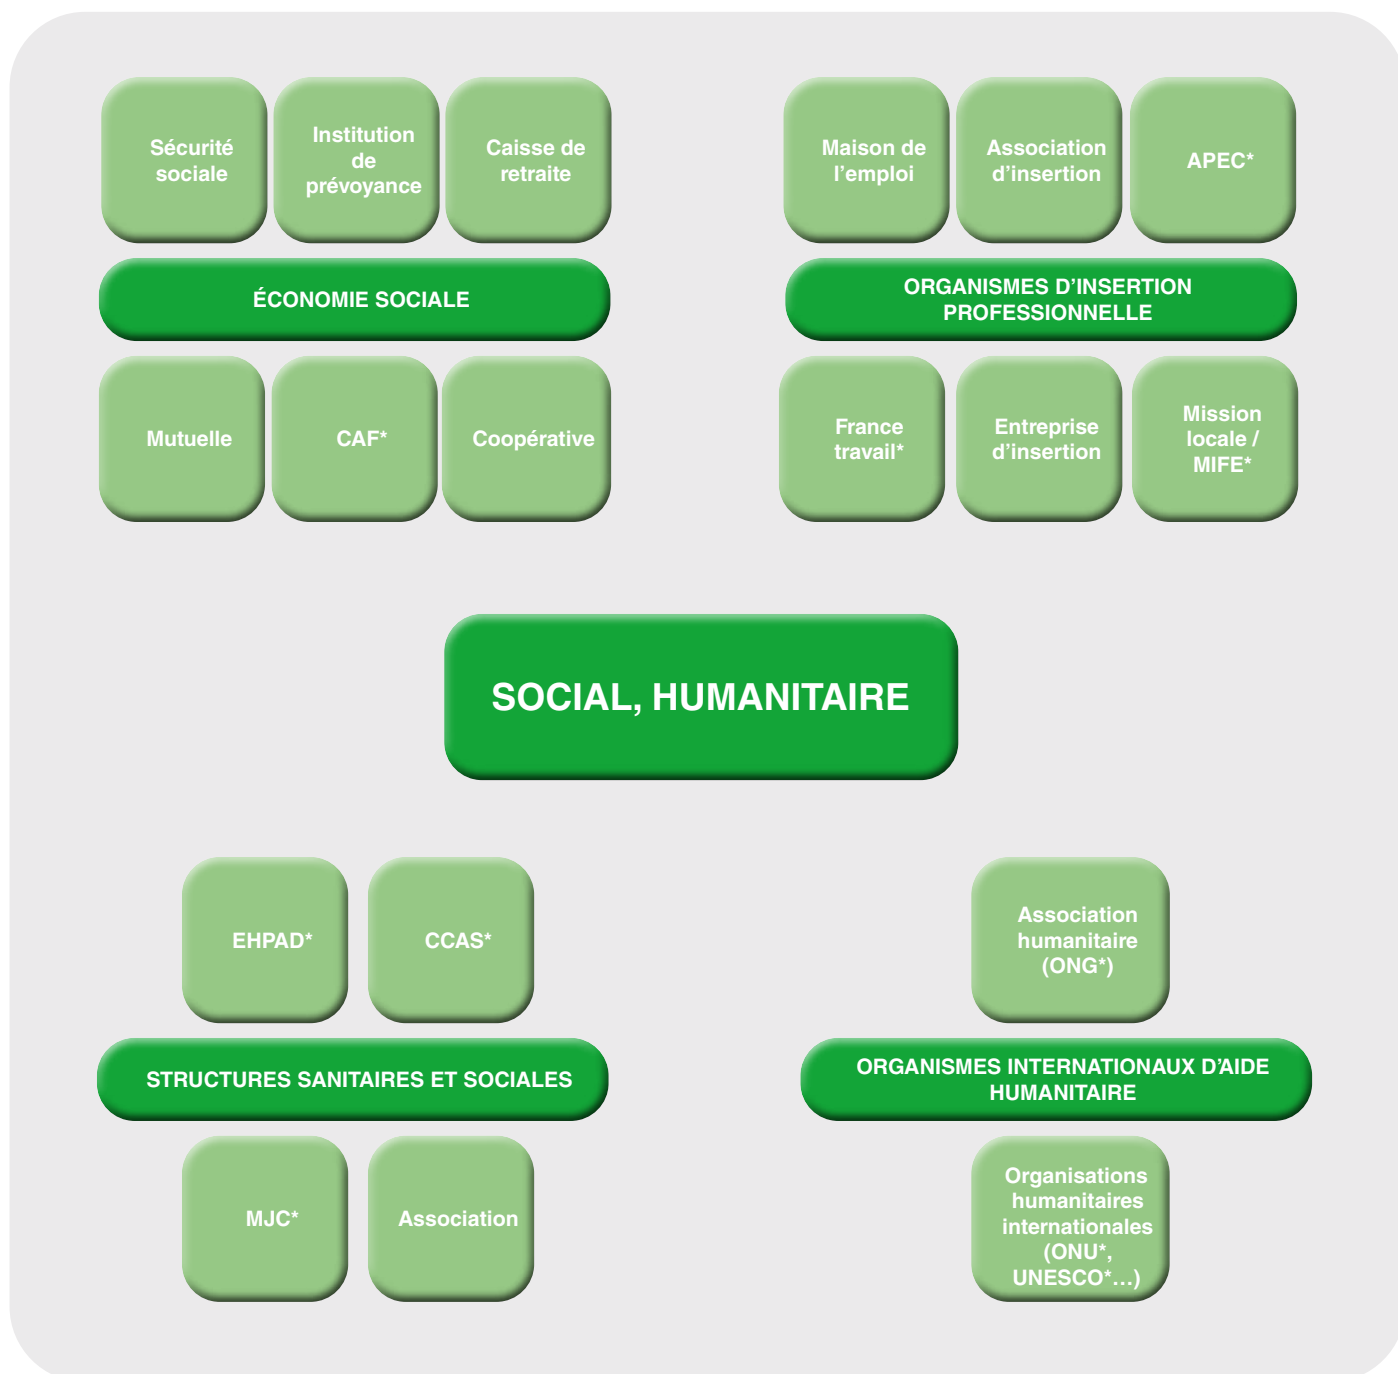 Sécurité
sociale
Institution
de
prévoyance
Caisse de
retraite
ÉCONOMIE SOCIALE
Mutuelle
CAF*
Coopérative
Maison de
l’emploi
Association
d’insertion
APEC*
ORGANISMES D’INSERTION
PROFESSIONNELLE
France
travail*
Entreprise
d’insertion
Mission
locale /
MIFE*
SOCIAL, HUMANITAIRE
EHPAD*
CCAS*
STRUCTURES SANITAIRES ET SOCIALES
MJC*
Association
Association
humanitaire
(ONG*)
ORGANISMES INTERNATIONAUX D’AIDE
HUMANITAIRE
Organisations
humanitaires
internationales
(ONU*,
UNESCO*…)